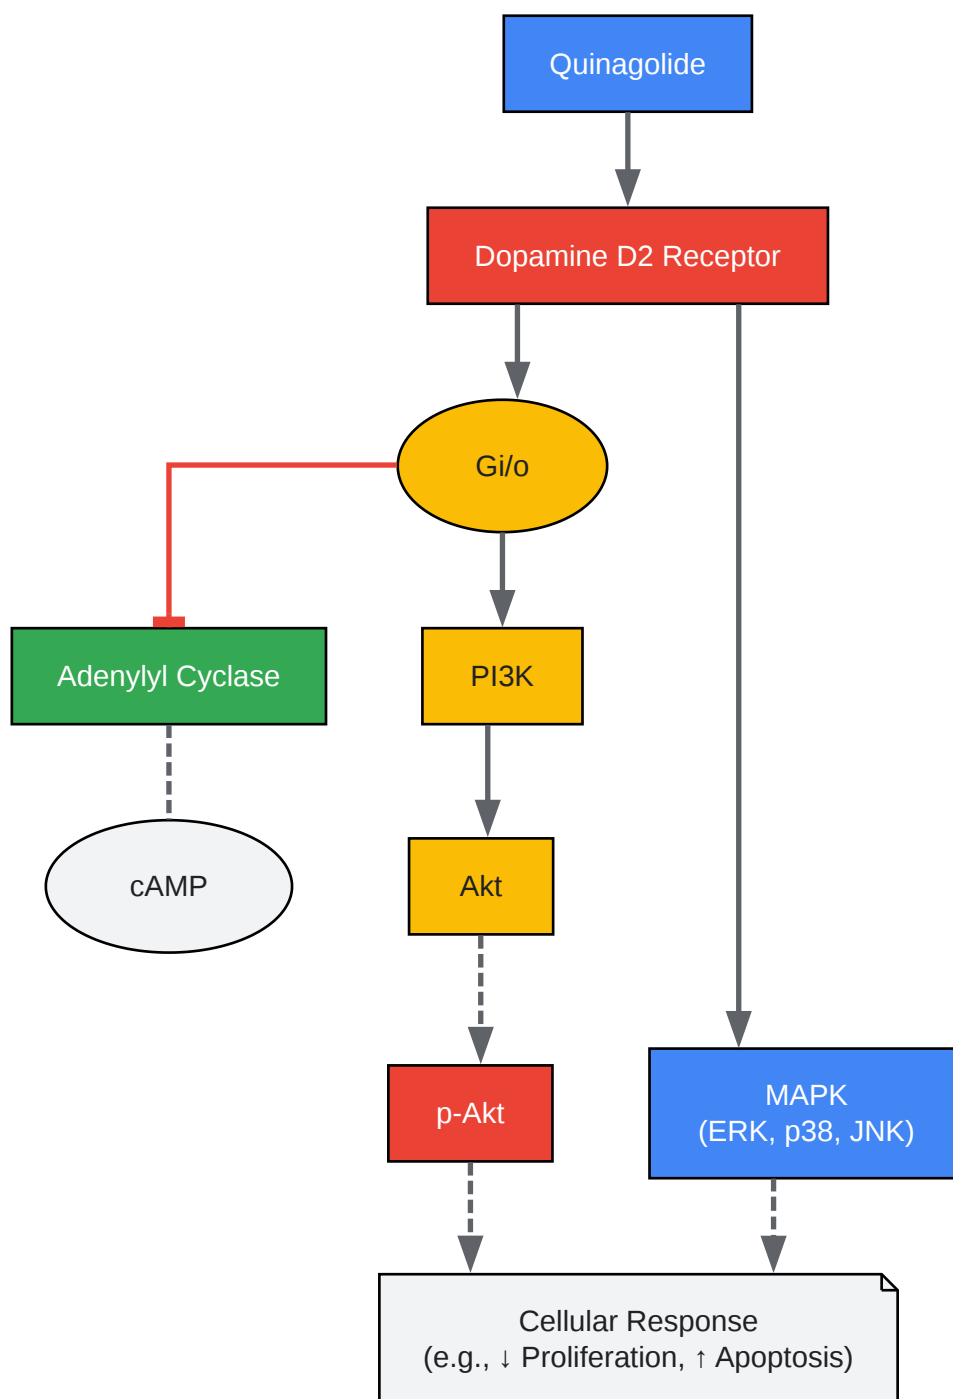 Quinagolide
Dopamine D2 Receptor
Gi/o
Adenylyl Cyclase
PI3K
cAMP
Akt
p-Akt
MAPK
(ERK, p38, JNK)
Cellular Response
(e.g., ↓ Proliferation, ↑ Apoptosis)